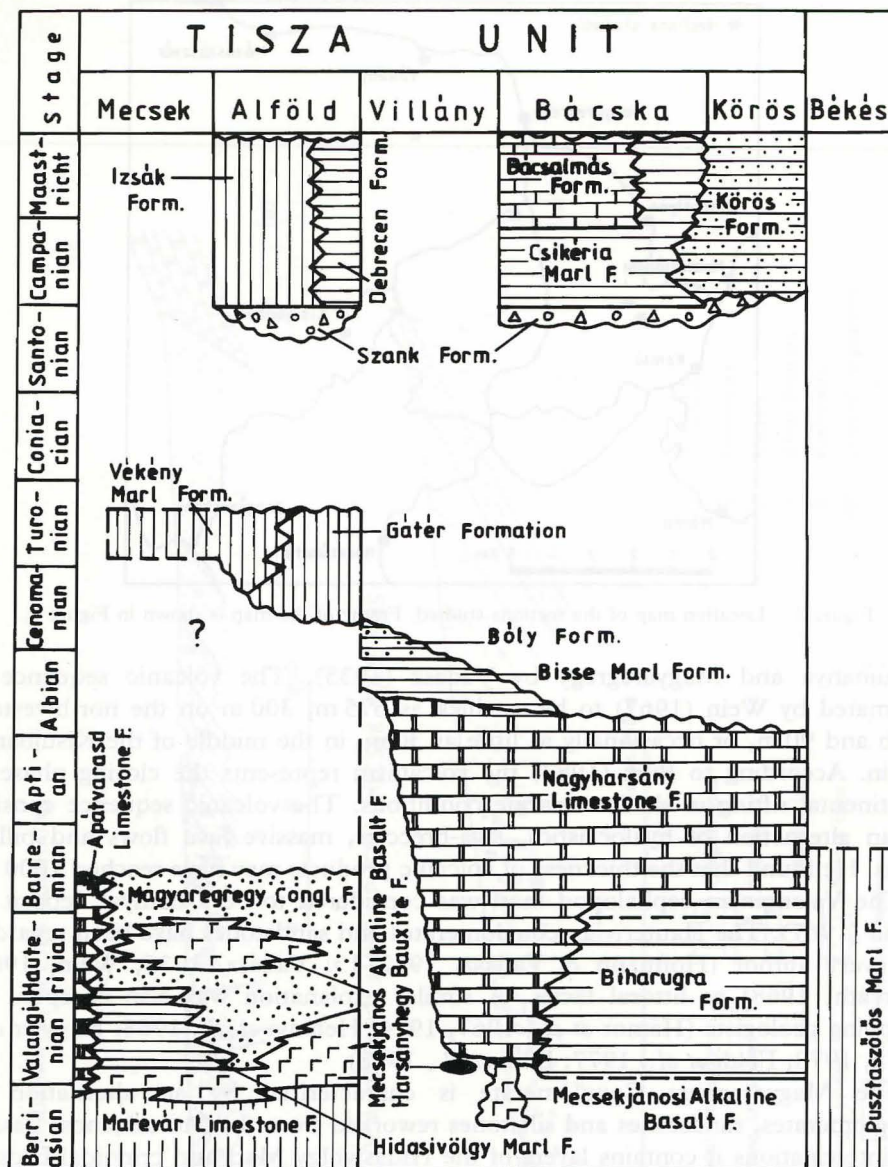 Stage
TISZA UNIT
Mecsek Alföld Villány Bácska Körös Békés
Maast-
richt
Campa-
nian
Santo-
nian
Conia-
cian
Turo-
nian
Cenoma-
nian
Albian
Apti-
an
Barre-
mian
Haute-
rivian
Valangi-
nian
Berri-
asian
Izsák
Form.
Debrecen Form.
Bácsalmás
Form.
Körös
Form.
Csikéria
Marl F.
Szank Form.
Vékény
Marl Form.
Gátér Formation
?
Bóly Form.
Bisse Marl Form.
Apátvarasd
Limestone F.
Nagyharsány
Limestone F.
Magyaregregy Congl F.
Mecsekjánosi Alkaline Basalt F.
Harsányhegy Bauxite F.
Biharugra
Form.
Pusztaszőlős Marl F.
Mecsekjánosi Alkaline
Basalt F.
Márévár Limestone F.
Hidasivölgy Marl F.